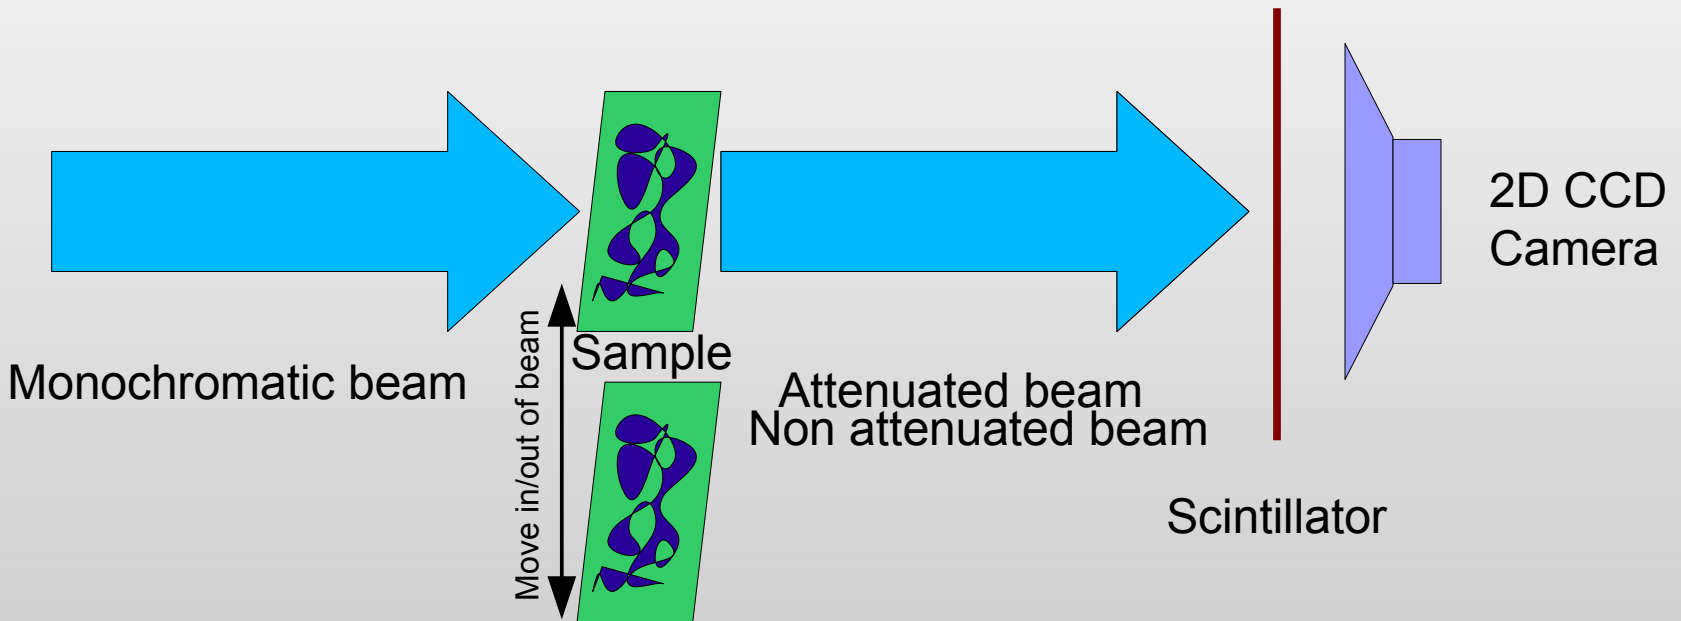 Monochromatic beam
Move in/out of beam
Sample
Attenuated beam
Non attenuated beam
Scintillator
2D CCD
Camera